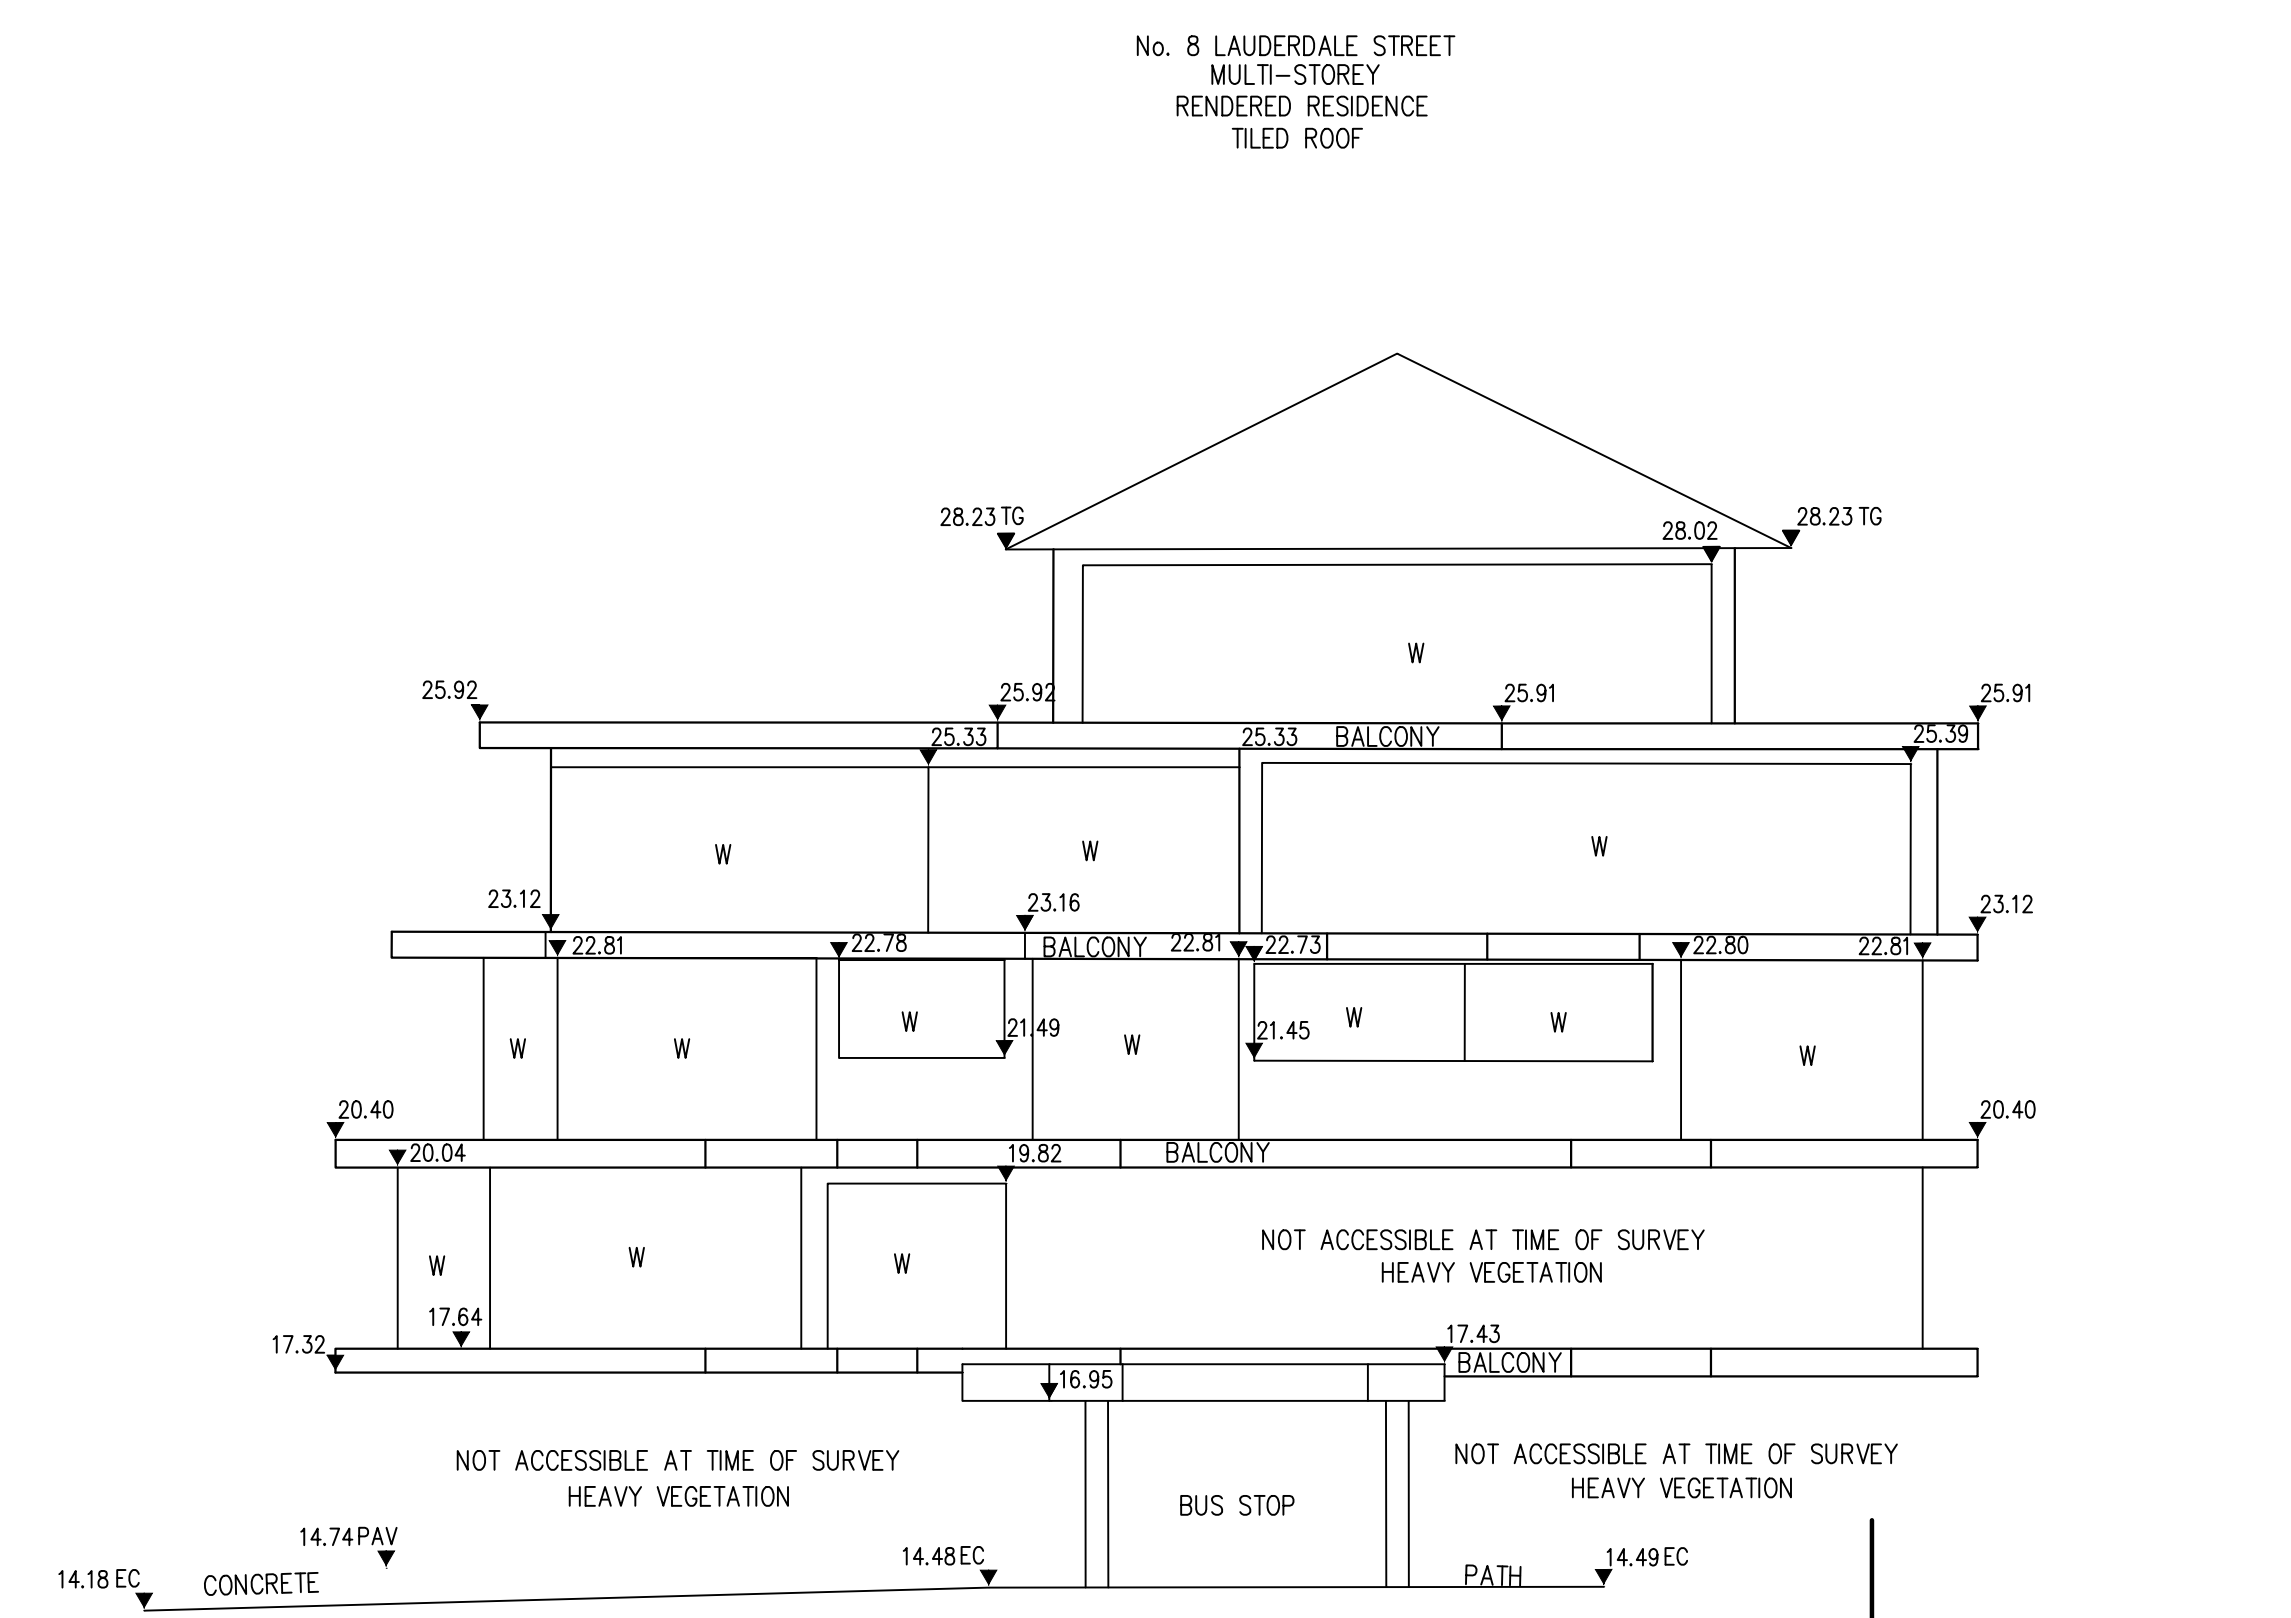 No. 8 LAUDERDALE STREET
MULTI-STOREY
RENDERED RESIDENCE
TILED ROOF
28.23 TG
28.02
28.23 TG
W
25.92
25.92
25.91
25.91
25.33
25.33
BALCONY
25.39
W
W
W
23.12
23.16
23.12
22.81
22.78
BALCONY
22.81
22.73
22.80
22.81
W
W
W
21.49
W
21.45
W
W
W
20.40
20.40
20.04
19.82
BALCONY
W
W
W
NOT ACCESSIBLE AT TIME OF SURVEY
HEAVY VEGETATION
17.64
17.32
17.43
BALCONY
16.95
NOT ACCESSIBLE AT TIME OF SURVEY
HEAVY VEGETATION
BUS STOP
NOT ACCESSIBLE AT TIME OF SURVEY
HEAVY VEGETATION
14.74 PAV
14.18 EC
CONCRETE
14.48 EC
PATH
14.49 EC